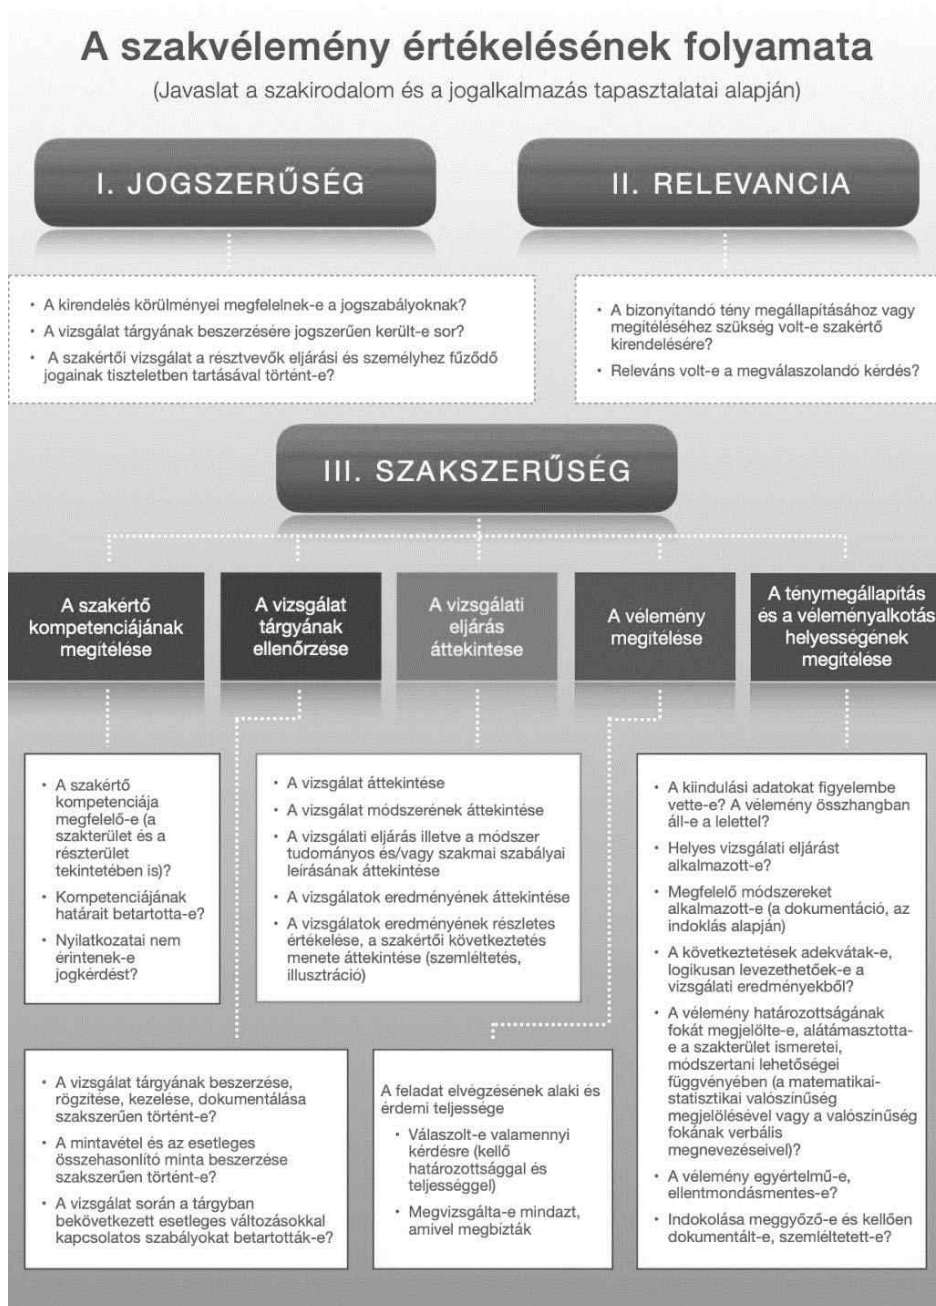 A szakvélemény értékelésének folyamata
(Javaslat a szakirodalom és a jogalkalmazás tapasztalatai alapján)
I. JOGSZERŰSÉG
II. RELEVANCIA
• A kirendelés körülményei megfelelnek-e a jogszabályoknak?
• A vizsgálat tárgyának beszerzésére jogszerűen került-e sor?
• A szakértői vizsgálat a résztvevők eljárási és személyhez fűződő
jogainak tiszteletben tartásával történt-e?
• A bizonyítandó tény megállapításához vagy
megítéléséhez szükség volt-e szakértő
kirendelésére?
• Releváns volt-e a megválaszolandó kérdés?
III. SZAKSZERŰSÉG
A szakértő
kompetenciájának
megítélése
A vizsgálat
tárgyának
ellenőrzése
A vizsgálati
eljárás
áttekintése
A vélemény
megítélése
A ténymegállapítás
és a véleményalkotás
helyességének
megítélése
• A szakértő
kompetenciája
megfelelő-e (a
szakterület és a
részterület
tekintetében is)?
• Kompetenciájának
határait betartotta-e?
• Nyilatkozatai nem
érintenek-e
jogkérdést?
• A vizsgálat áttekintése
• A vizsgálat módszerének áttekintése
• A vizsgálati eljárás illetve a módszer
tudományos és/vagy szakmai szabályai
leírásának áttekintése
• A vizsgálatok eredményének áttekintése
• A vizsgálatok eredményének részletes
értékelése, a szakértői következtetés
menete áttekintése (szemléltetés,
illusztráció)
• A kiindulási adatokat figyelembe
vette-e? A vélemény összhangban
áll-e a lelettel?
• Helyes vizsgálati eljárást
alkalmazott-e?
• Megfelelő módszereket
alkalmazott-e (a dokumentáció, az
indoklás alapján)
• A következtetések adekvátak-e,
logikusan levezethetőek-e a
vizsgálati eredményekből?
• A vélemény határozottságának
fokát megjelölte-e, alátámasztotta-
e a szakterület ismeretei,
módszertani lehetőségei
függvényében (a matematikai-
statisztikai valószínűség
megjelölésével vagy a valószínűség
fokának verbális
megnevezéseivel)?
• A vélemény egyértelmű-e,
ellentmondásmentes-e?
• Indokolása meggyőző-e és kellően
dokumentált-e, szemléltetett-e?
• A vizsgálat tárgyának beszerzése,
rögzítése, kezelése, dokumentálása
szakszerűen történt-e?
• A mintavétel és az esetleges
összehasonlító minta beszerzése
szakszerűen történt-e?
• A vizsgálat során a tárgyban
bekövetkezett esetleges változásokkal
kapcsolatos szabályokat betartották-e?
A feladat elvégzésének alaki és
érdemi teljessége
• Válaszolt-e valamennyi
kérdésre (kellő
határozottsággal és
teljességgel)
• Megvizsgálta-e mindazt,
amivel megbízták